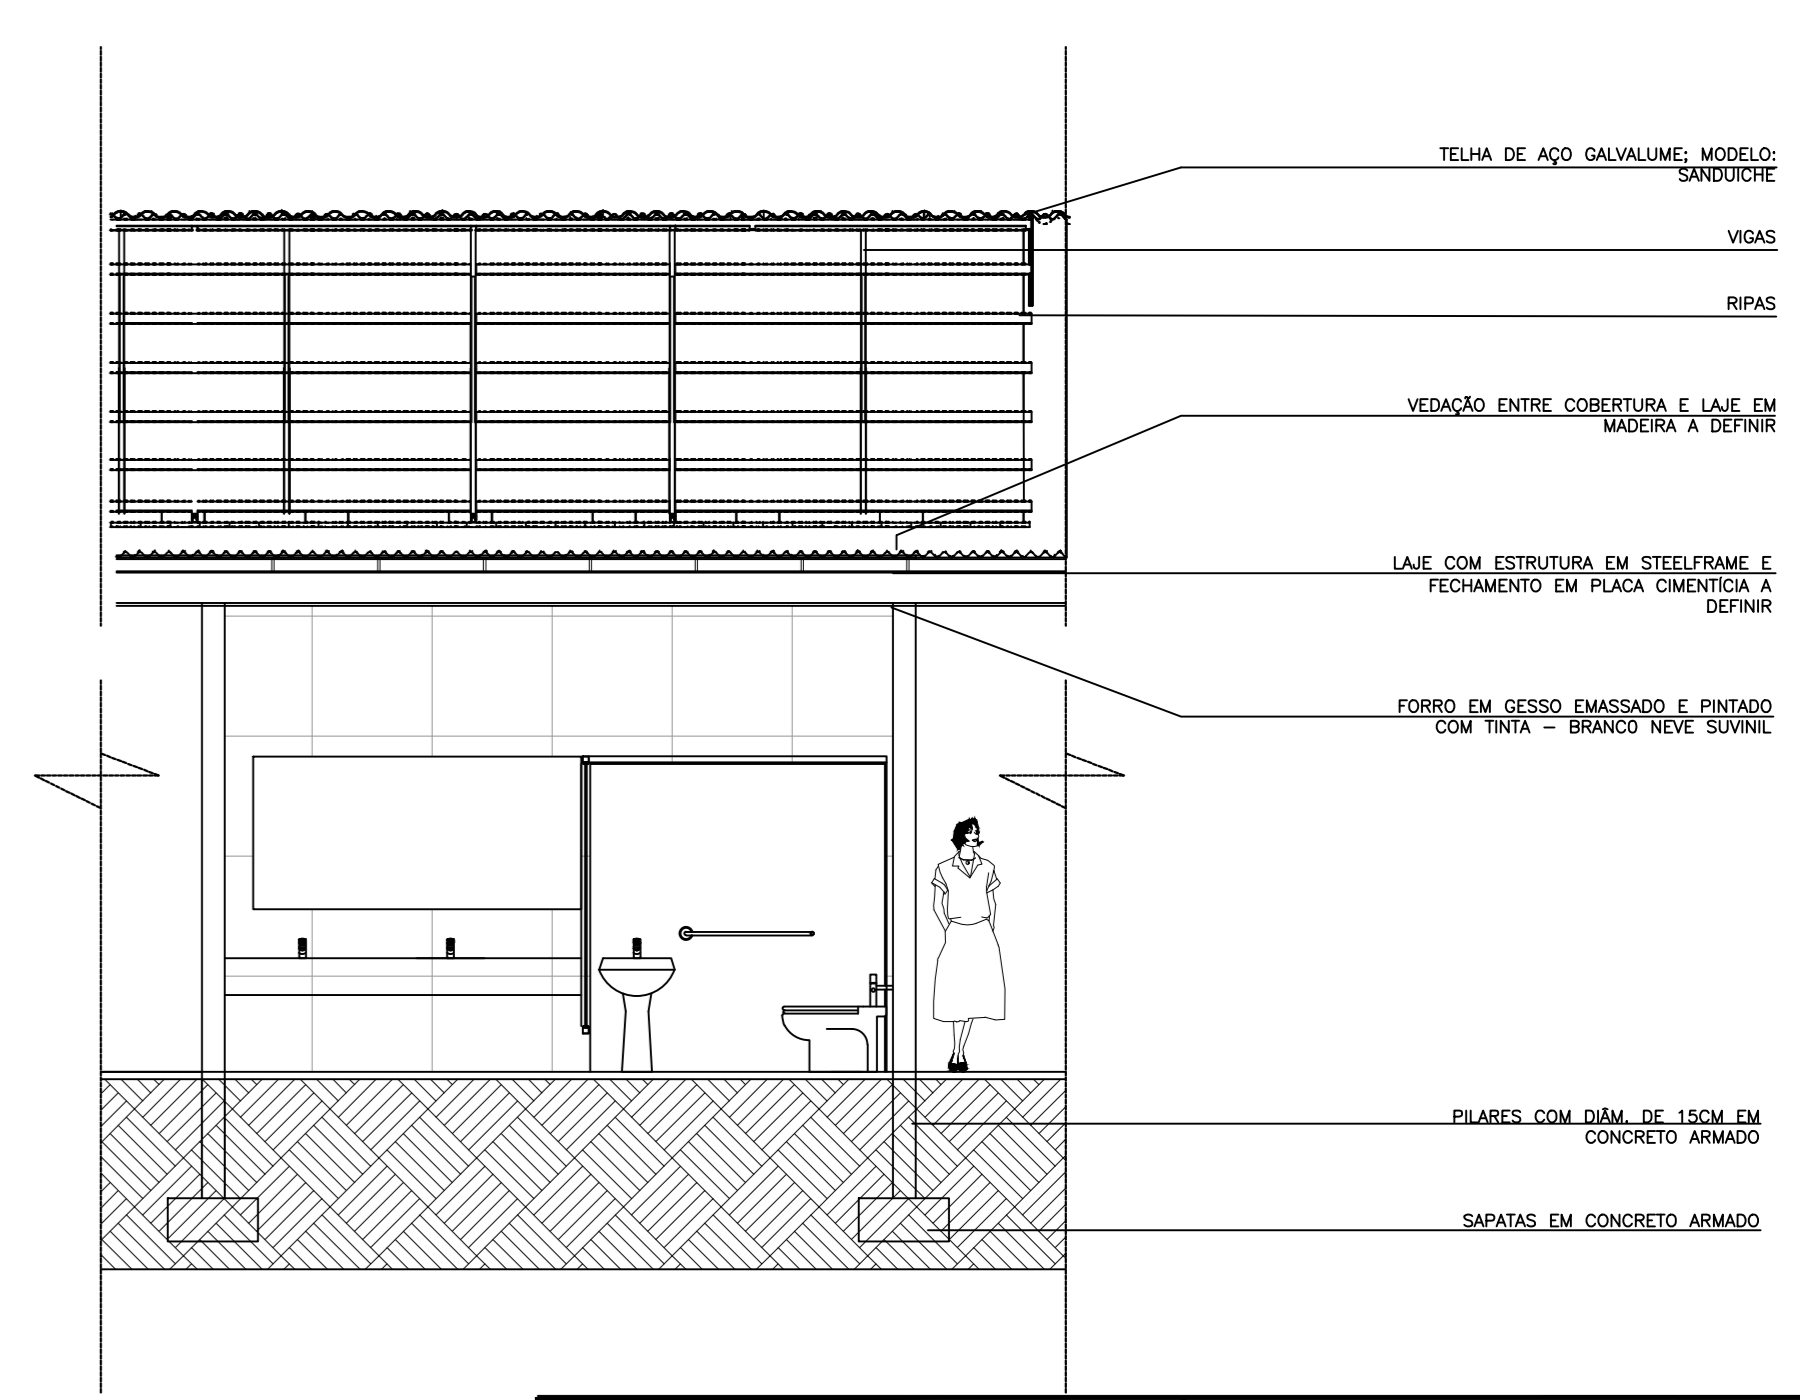 TELHA DE AÇO GALVALUME; MODELO:
SANDUICHE
VIGAS
RIPAS
VEDAÇÃO ENTRE COBERTURA E LAJE EM
MADEIRA A DEFINIR
LAJE COM ESTRUTURA EM STEELFRAME E
FECHAMENTO EM PLACA CIMENTÍCIA A
DEFINIR
FORRO EM GESSO EMASSADO E PINTADO
COM TINTA – BRANCO NEVE SUVINIL
PILARES COM DIÂM. DE 15CM EM
CONCRETO ARMADO
SAPATAS EM CONCRETO ARMADO